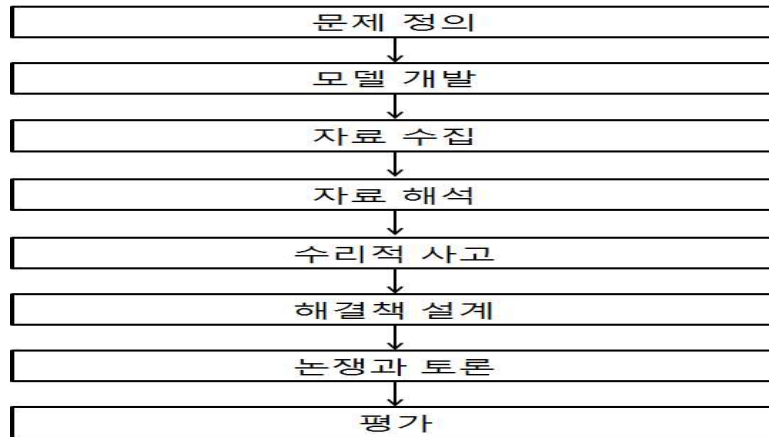 문제 정의
모델 개발
자료 수집
자료 해석
수리적 사고
해결책 설계
논쟁과 토론
평가